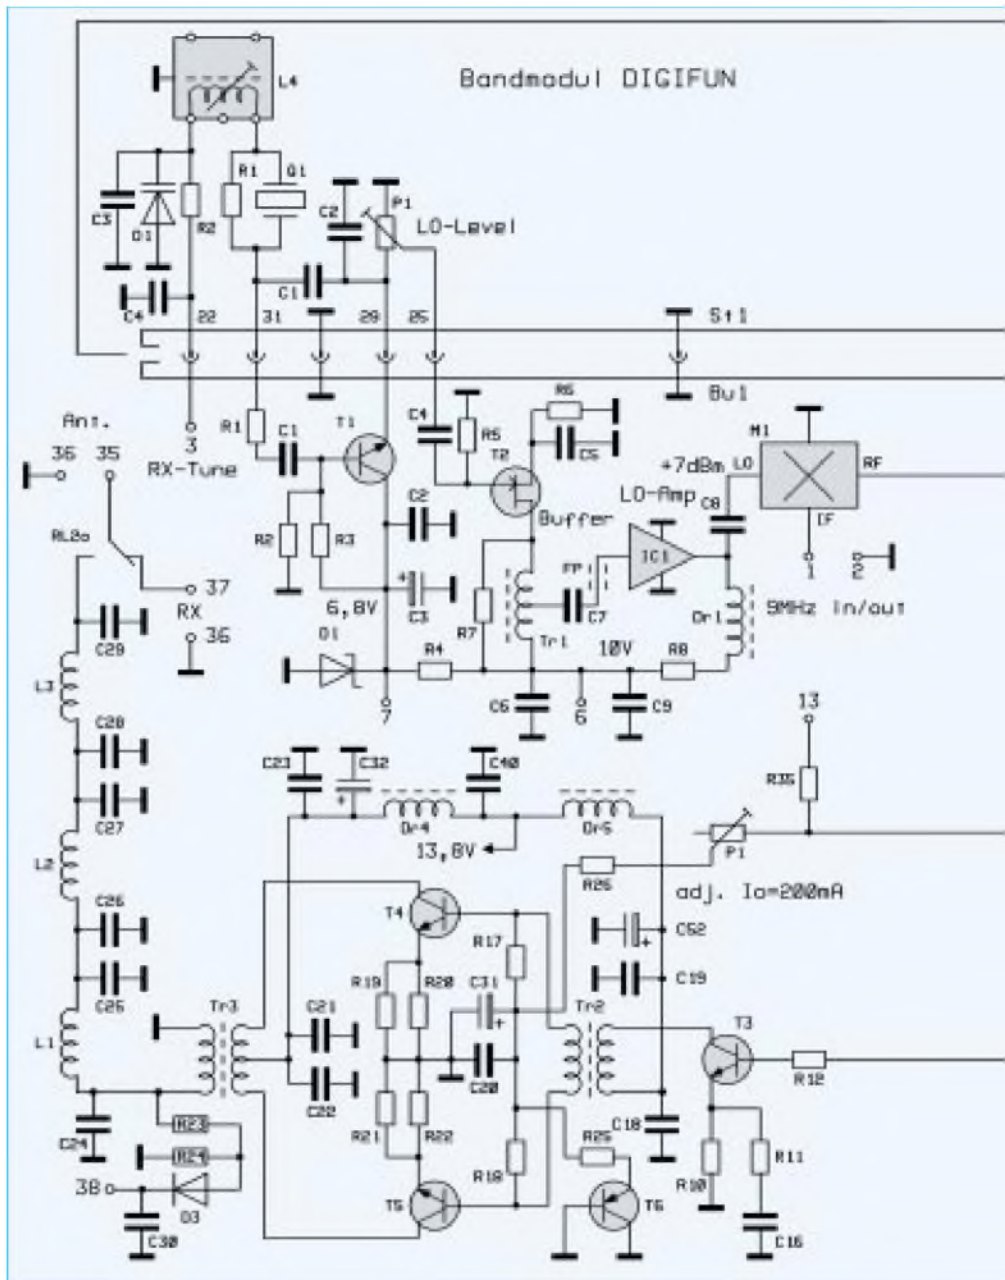 L4
Bandmodul DIGIFUN
R1
Q1
P1
C3
D1
R2
C2
LO-Level
C4
C1
22
31
29
25
St1
Bu1
Ant.
36
35
3
RX-Tune
R1
C1
T1
C4
R5
R6
C5
T2
M1
+7dBm
LO
RF
LO-Amp
C8
IF
Buffer
RL2a
R2
R3
C2
IC1
1
2
37
RX
36
6,8V
C3
FP
C7
9MHz in/out
C29
R7
Tr1
Dr1
D1
R4
10V
R8
L3
7
C6
6
C9
13
C28
C23
C32
C40
R35
C27
Dr4
Dr5
13,8V
P1
L2
R26
adj. Io=200mA
C26
T4
R17
C52
C25
R19
R20
C31
C19
Tr3
C21
Tr2
T3
L1
C20
R12
C22
C24
R23
R21
R22
R25
C18
R24
R18
R10
R11
38
D3
T5
T6
C30
C16